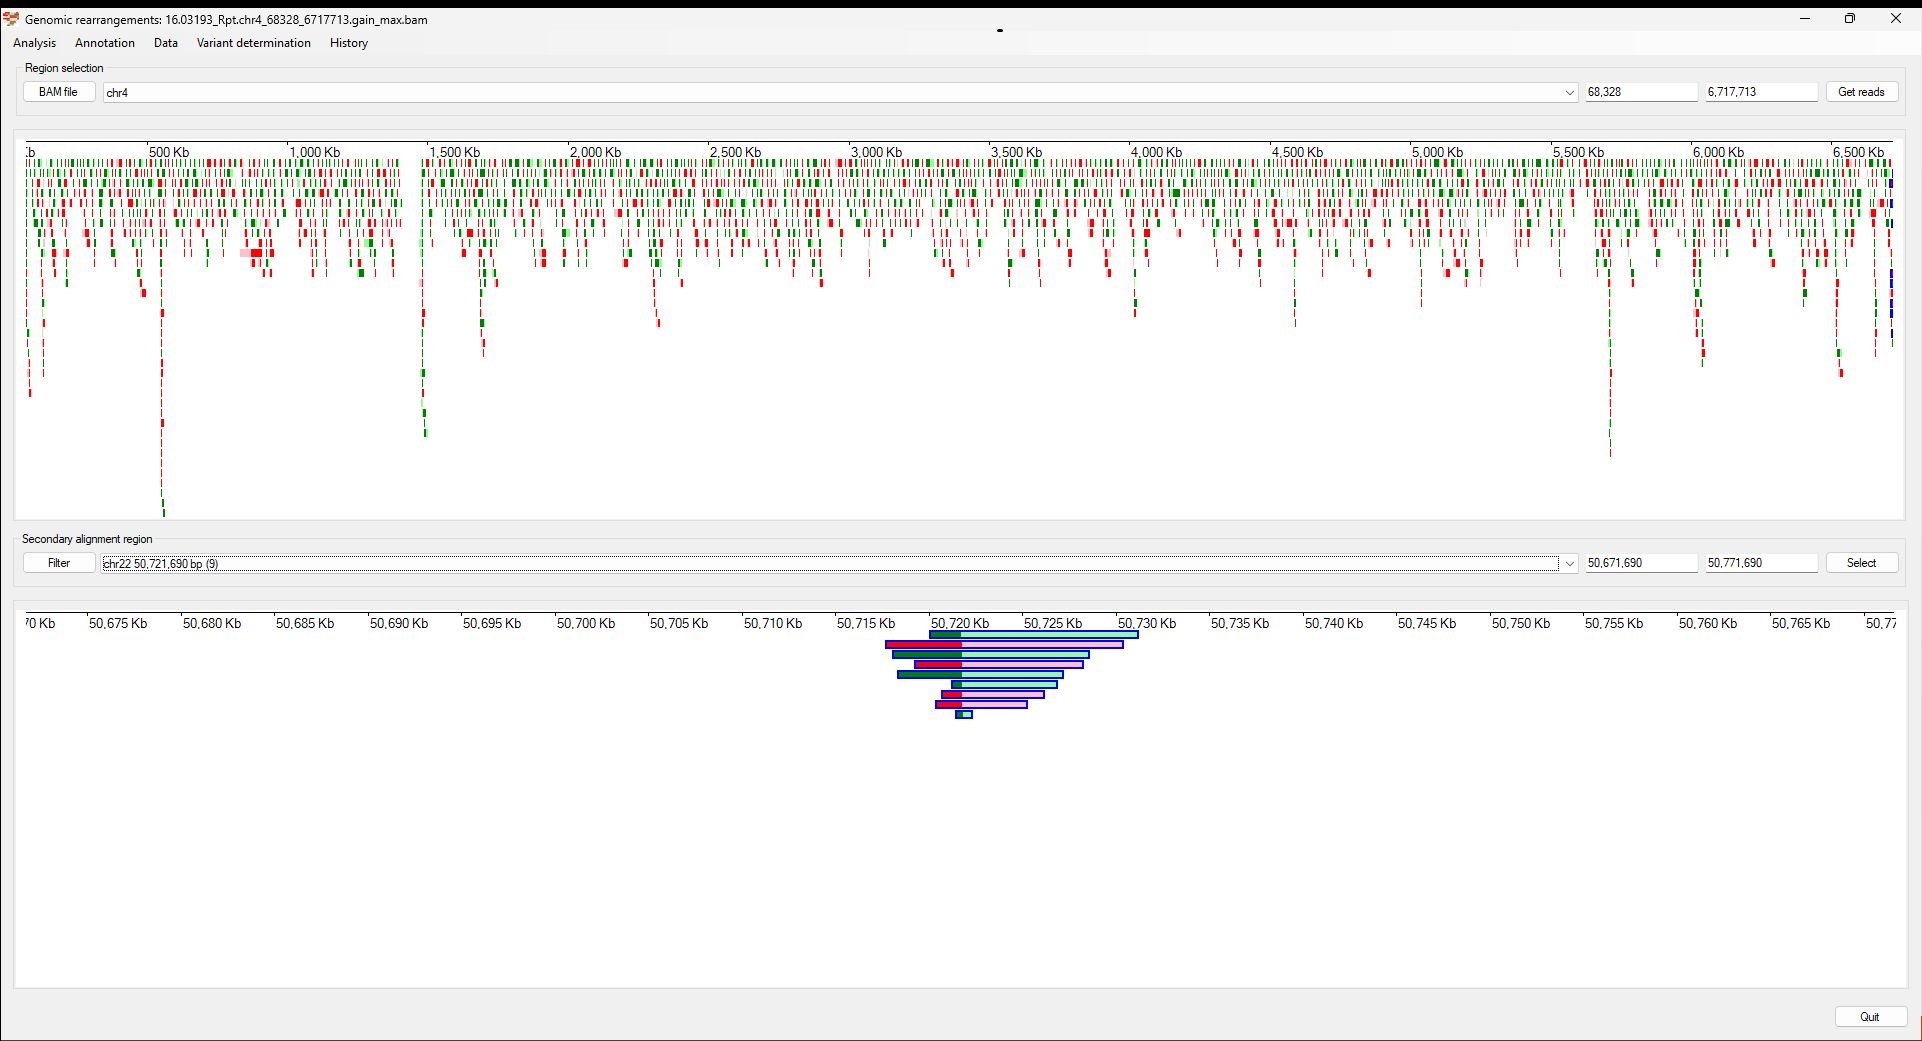 Genomic rearrangements: 16.03193_Rpt.chr4_68328_6717713.gain_max.bam
Analysis Annotation Data Variant determination History
Region selection
BAM file chr4 68,328 6,717,713 Get reads
b 500 Kb 1,000 Kb 1,500 Kb 2,000 Kb 2,500 Kb 3,000 Kb 3,500 Kb 4,000 Kb 4,500 Kb 5,000 Kb 5,500 Kb 6,000 Kb 6,500 Kb
Secondary alignment region
Filter chr22 50,721,690 bp (9) 50,671,690 50,771,690 Select
70 Kb 50,675 Kb 50,680 Kb 50,685 Kb 50,690 Kb 50,695 Kb 50,700 Kb 50,705 Kb 50,710 Kb 50,715 Kb 50,720 Kb 50,725 Kb 50,730 Kb 50,735 Kb 50,740 Kb 50,745 Kb 50,750 Kb 50,755 Kb 50,760 Kb 50,765 Kb 50,77
Quit